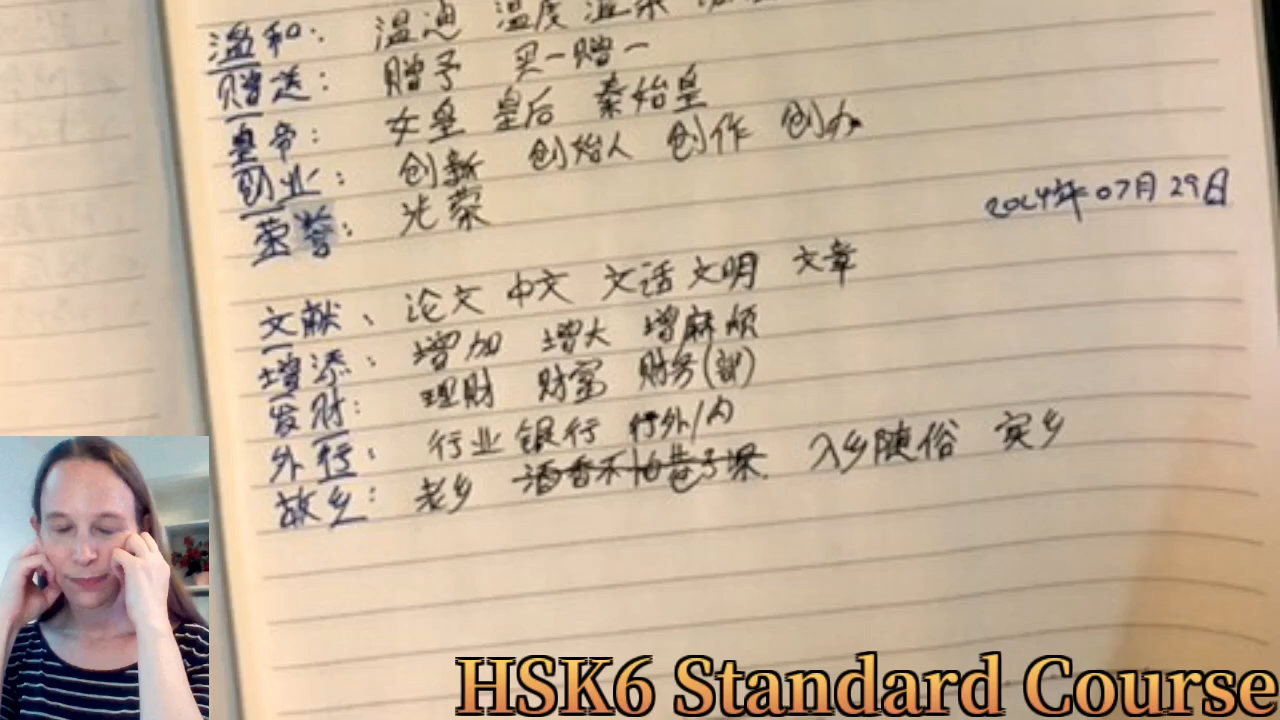 温和: 温迪 温度 温柔
赠送: 赠予 买一赠一
皇帝: 女皇 皇后 秦始皇
创业: 创新 创始人 创作 创办
荣誉: 光荣
2024年07月29日
文献、论文 中文 文话 文明 文章
增添: 增加 增大 增麻烦
发财: 理财 财富 财务(部)
外行: 行业 银行 行外/内
故乡: 老乡 酒香不怕巷子深 入乡随俗 家乡
HSK6 Standard Course